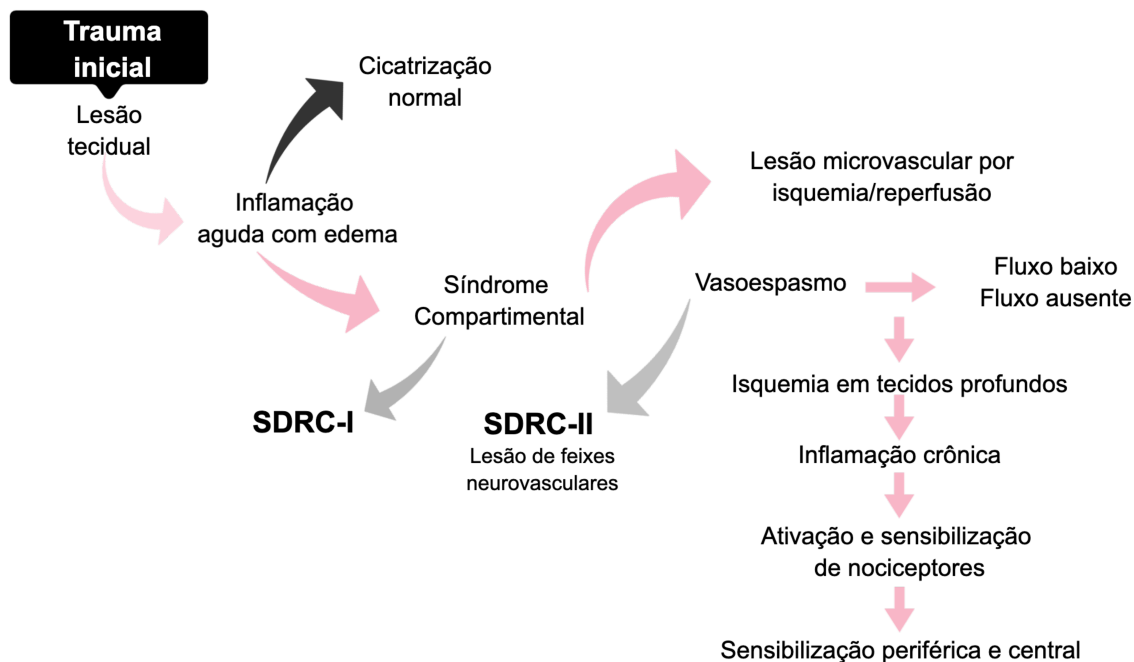 Trauma
inicial
Lesão
tecidual
Cicatrização
normal
Inflamação
aguda com edema
Síndrome
Compartimental
Lesão microvascular por
isquemia/reperfusão
Vasoespasmo
Fluxo baixo
Fluxo ausente
SDRC-I
SDRC-II
Lesão de feixes
neurovasculares
Isquemia em tecidos profundos
Inflamação crônica
Ativação e sensibilização
de nociceptores
Sensibilização periférica e central